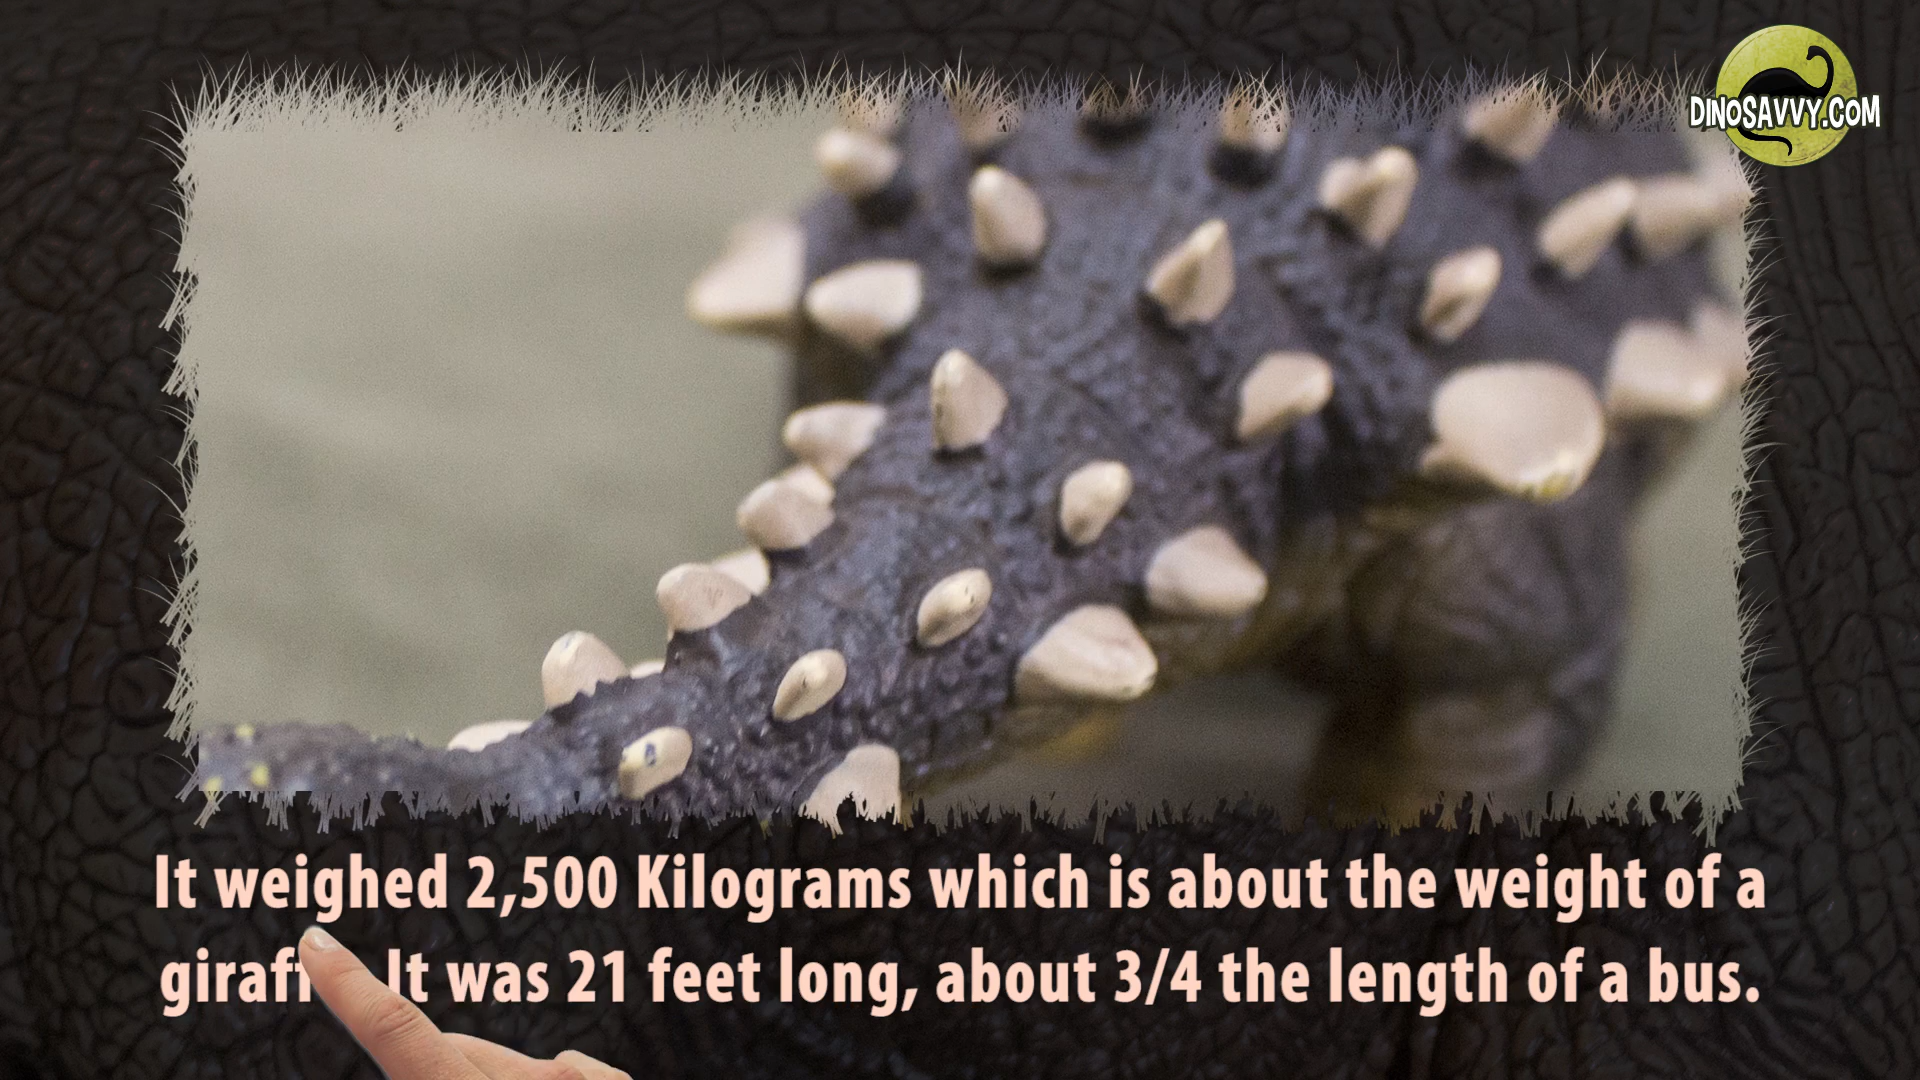 DINOSAVVY.COM
It weighed 2,500 Kilograms which is about the weight of a
It was 21 feet long, about 3/4 the length of a bus.